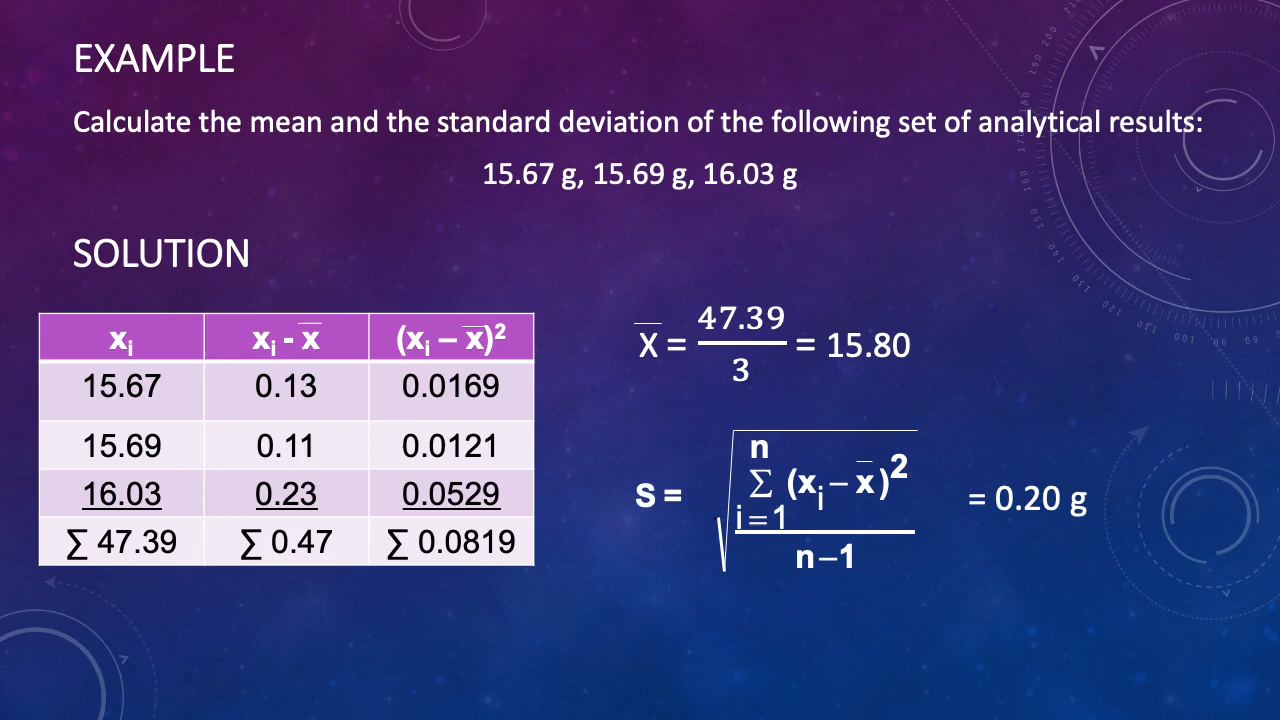 EXAMPLE
Calculate the mean and the standard deviation of the following set of analytical results:
15.67 g, 15.69 g, 16.03 g
SOLUTION
xᵢ xᵢ - x̅ (xᵢ – x̅)²
15.67 0.13 0.0169
15.69 0.11 0.0121
16.03 0.23 0.0529
∑ 47.39 ∑ 0.47 ∑ 0.0819
X̅ = 47.39 / 3 = 15.80
S = √ n Σ i=1 (xᵢ – x̅)² / n–1 = 0.20 g